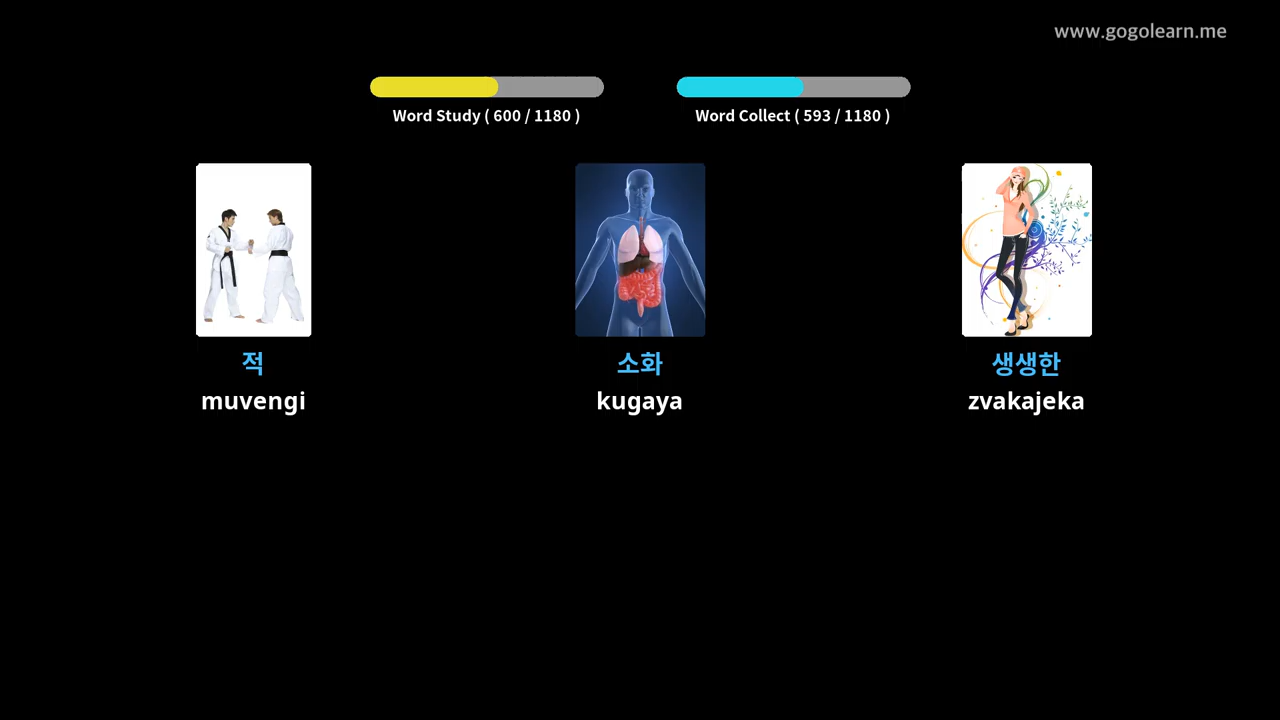 www.gogolearn.me
Word Study ( 600 / 1180 )
Word Collect ( 593 / 1180 )
적
소화
생생한
muvengi
kugaya
zvakajeka